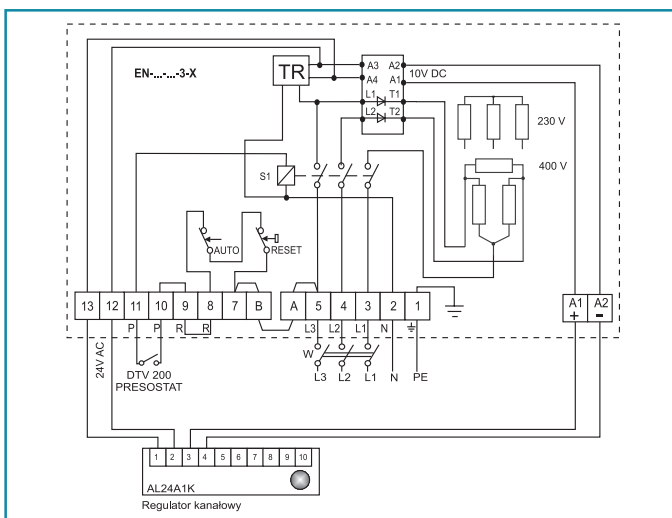 EN-...-...-3-X
TR
A3 A2
A4 A1
10V DC
L1 T1
L2 T2
230 V
400 V
S1
AUTO
RESET
13 12 11 10 9 8 7 B
A 5 4 3 2 1
A1 A2
+ -
P P R R
L3 L2 L1 N
24V AC
DTV 200
PRESOSTAT
W
L3 L2 L1 N PE
1 2 3 4 5 6 7 8 9 10
AL24A1K
Regulator kanałowy